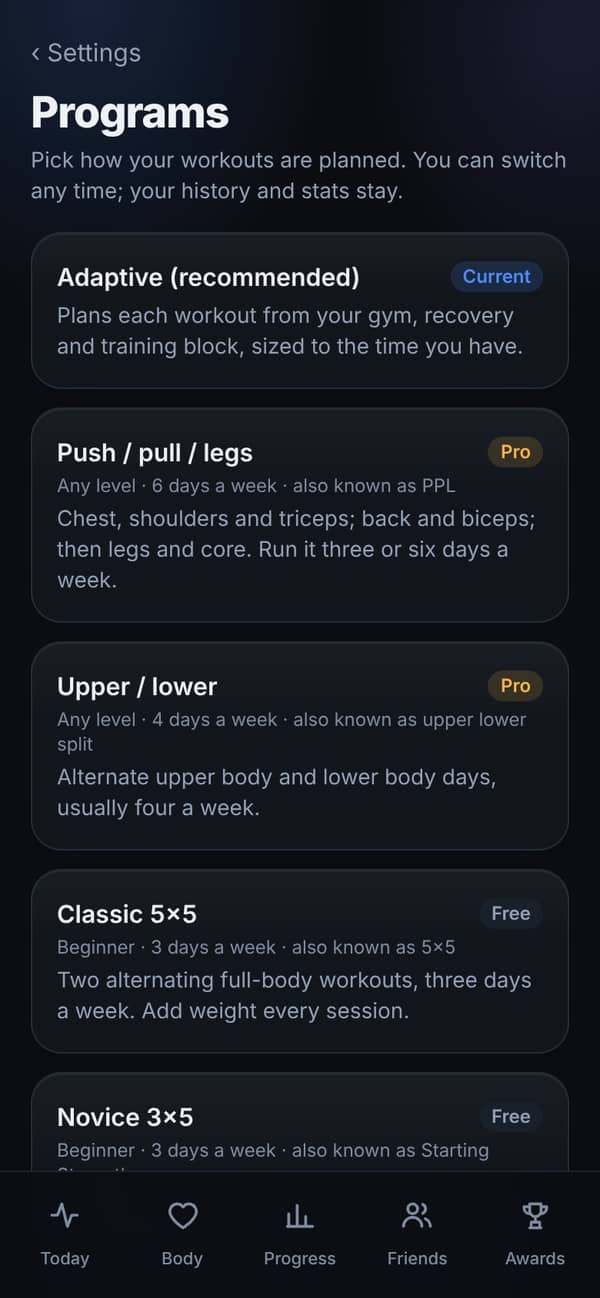 ‹ Settings
Programs
Pick how your workouts are planned. You can switch
any time; your history and stats stay.
Adaptive (recommended)
Current
Plans each workout from your gym, recovery
and training block, sized to the time you have.
Push / pull / legs
Pro
Any level · 6 days a week · also known as PPL
Chest, shoulders and triceps; back and biceps;
then legs and core. Run it three or six days a
week.
Upper / lower
Pro
Any level · 4 days a week · also known as upper lower
split
Alternate upper body and lower body days,
usually four a week.
Classic 5×5
Free
Beginner · 3 days a week · also known as 5×5
Two alternating full-body workouts, three days
a week. Add weight every session.
Novice 3×5
Free
Beginner · 3 days a week · also known as Starting
Today
Body
Progress
Friends
Awards